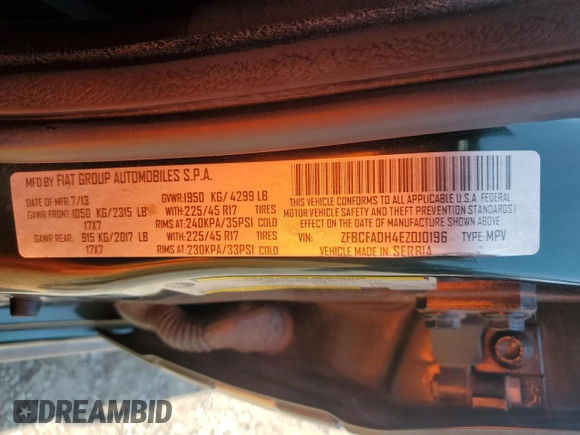 MFD BY FIAT GROUP AUTOMOBILES S.P.A.
DATE OF MFR.7/13 GVWR:1950 KG/ 4299 LB
GAWR FRONT:1050 KG/2315 LB WITH:225/45 R17 TIRES
17X7 RIMS AT:240KPA/35PSI COLD
GAWR REAR: 915 KG/2017 LB WITH:225/45 R17 TIRES
17X7 RIMS AT:230KPA/33PSI COLD
THIS VEHICLE CONFORMS TO ALL APPLICABLE U.S.A. FEDERAL
MOTOR VEHICLE SAFETY AND THEFT PREVENTION STANDARDS IN
EFFECT ON THE DATE OF MANUFACTURE SHOWN ABOVE.
VIN: ZFBCFADH4EZ010196 TYPE: MPV
VEHICLE MADE IN: SERBIA
DREAMBID